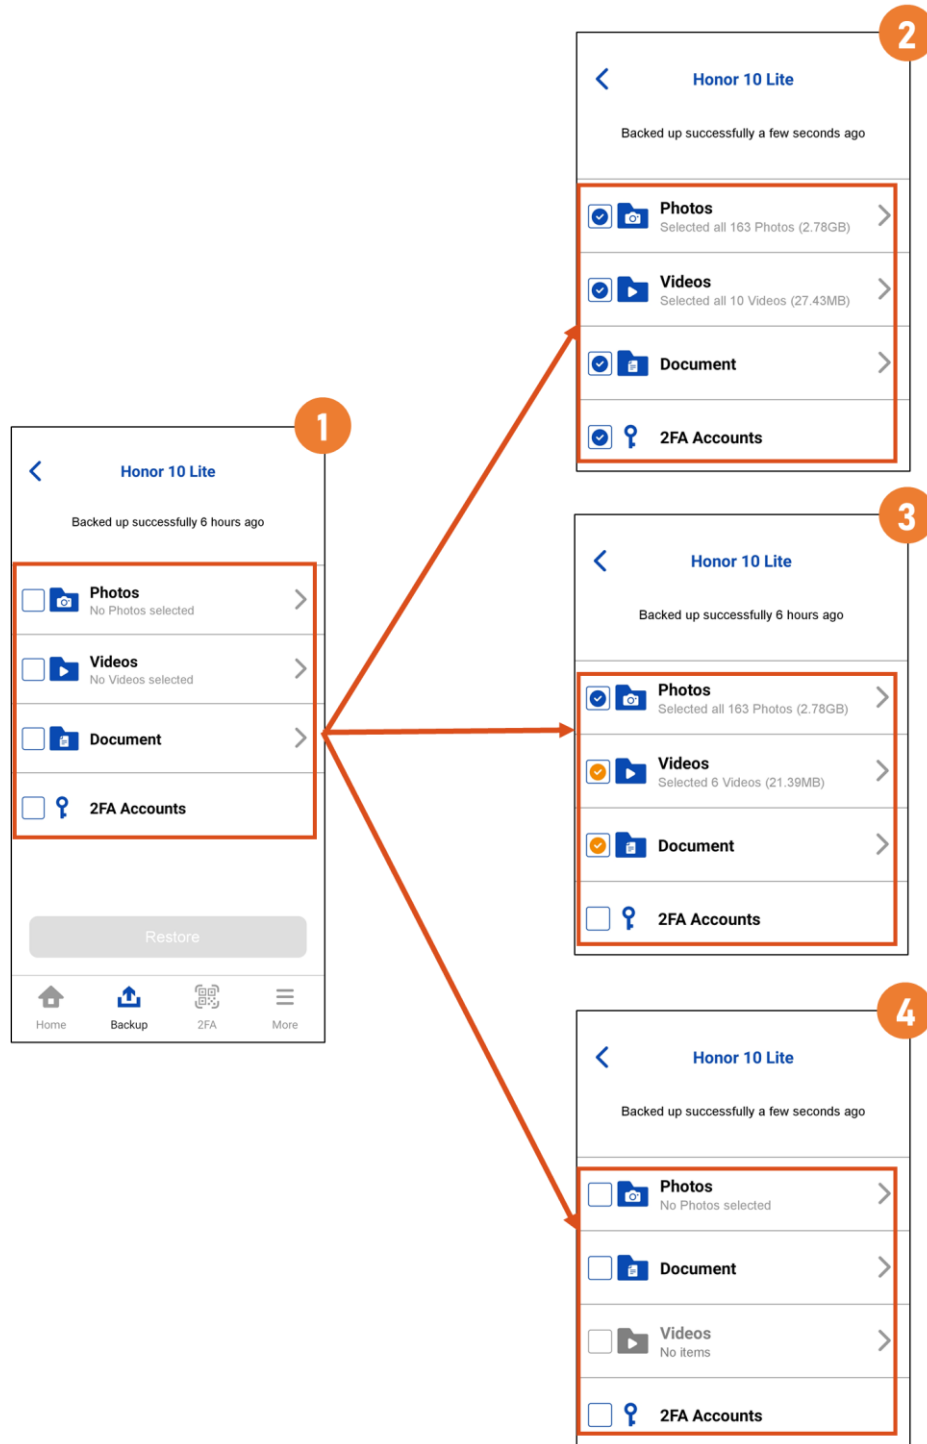 2
Honor 10 Lite
Backed up successfully a few seconds ago
Photos
Selected all 163 Photos (2.78GB)
Videos
Selected all 10 Videos (27.43MB)
Document
2FA Accounts
1
Honor 10 Lite
Backed up successfully 6 hours ago
Photos
No Photos selected
Videos
No Videos selected
Document
2FA Accounts
Restore
Home Backup 2FA More
3
Honor 10 Lite
Backed up successfully 6 hours ago
Photos
Selected all 163 Photos (2.78GB)
Videos
Selected 6 Videos (21.39MB)
Document
2FA Accounts
4
Honor 10 Lite
Backed up successfully a few seconds ago
Photos
No Photos selected
Document
Videos
No items
2FA Accounts